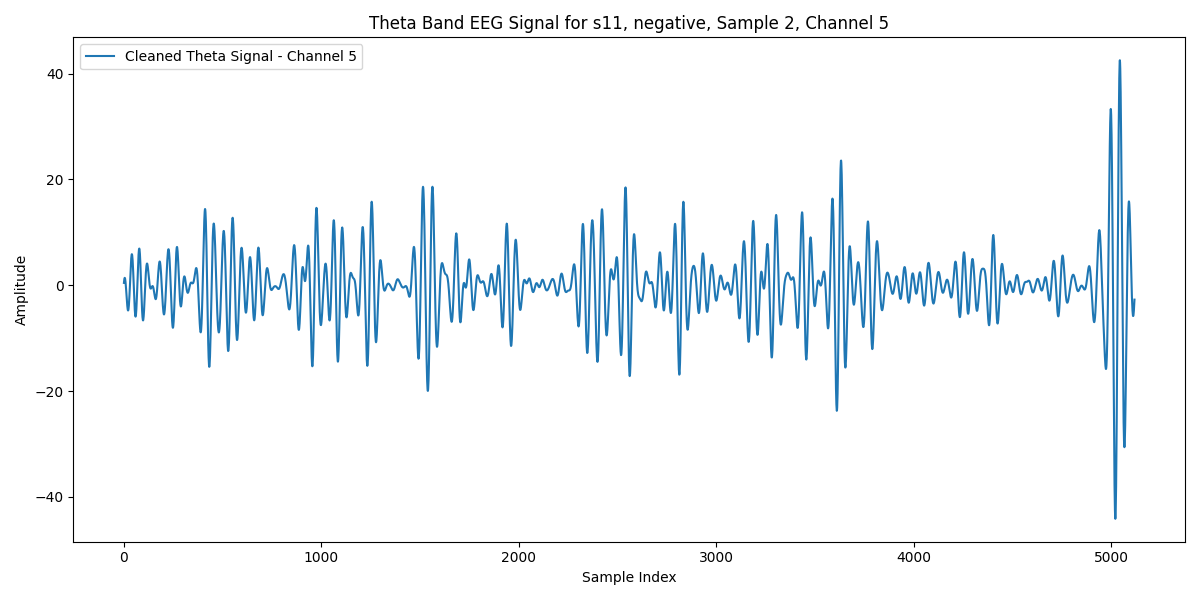 Theta Band EEG Signal for s11, negative, Sample 2, Channel 5
Cleaned Theta Signal - Channel 5
Amplitude
40
20
0
−20
−40
0 1000 2000 3000 4000 5000
Sample Index